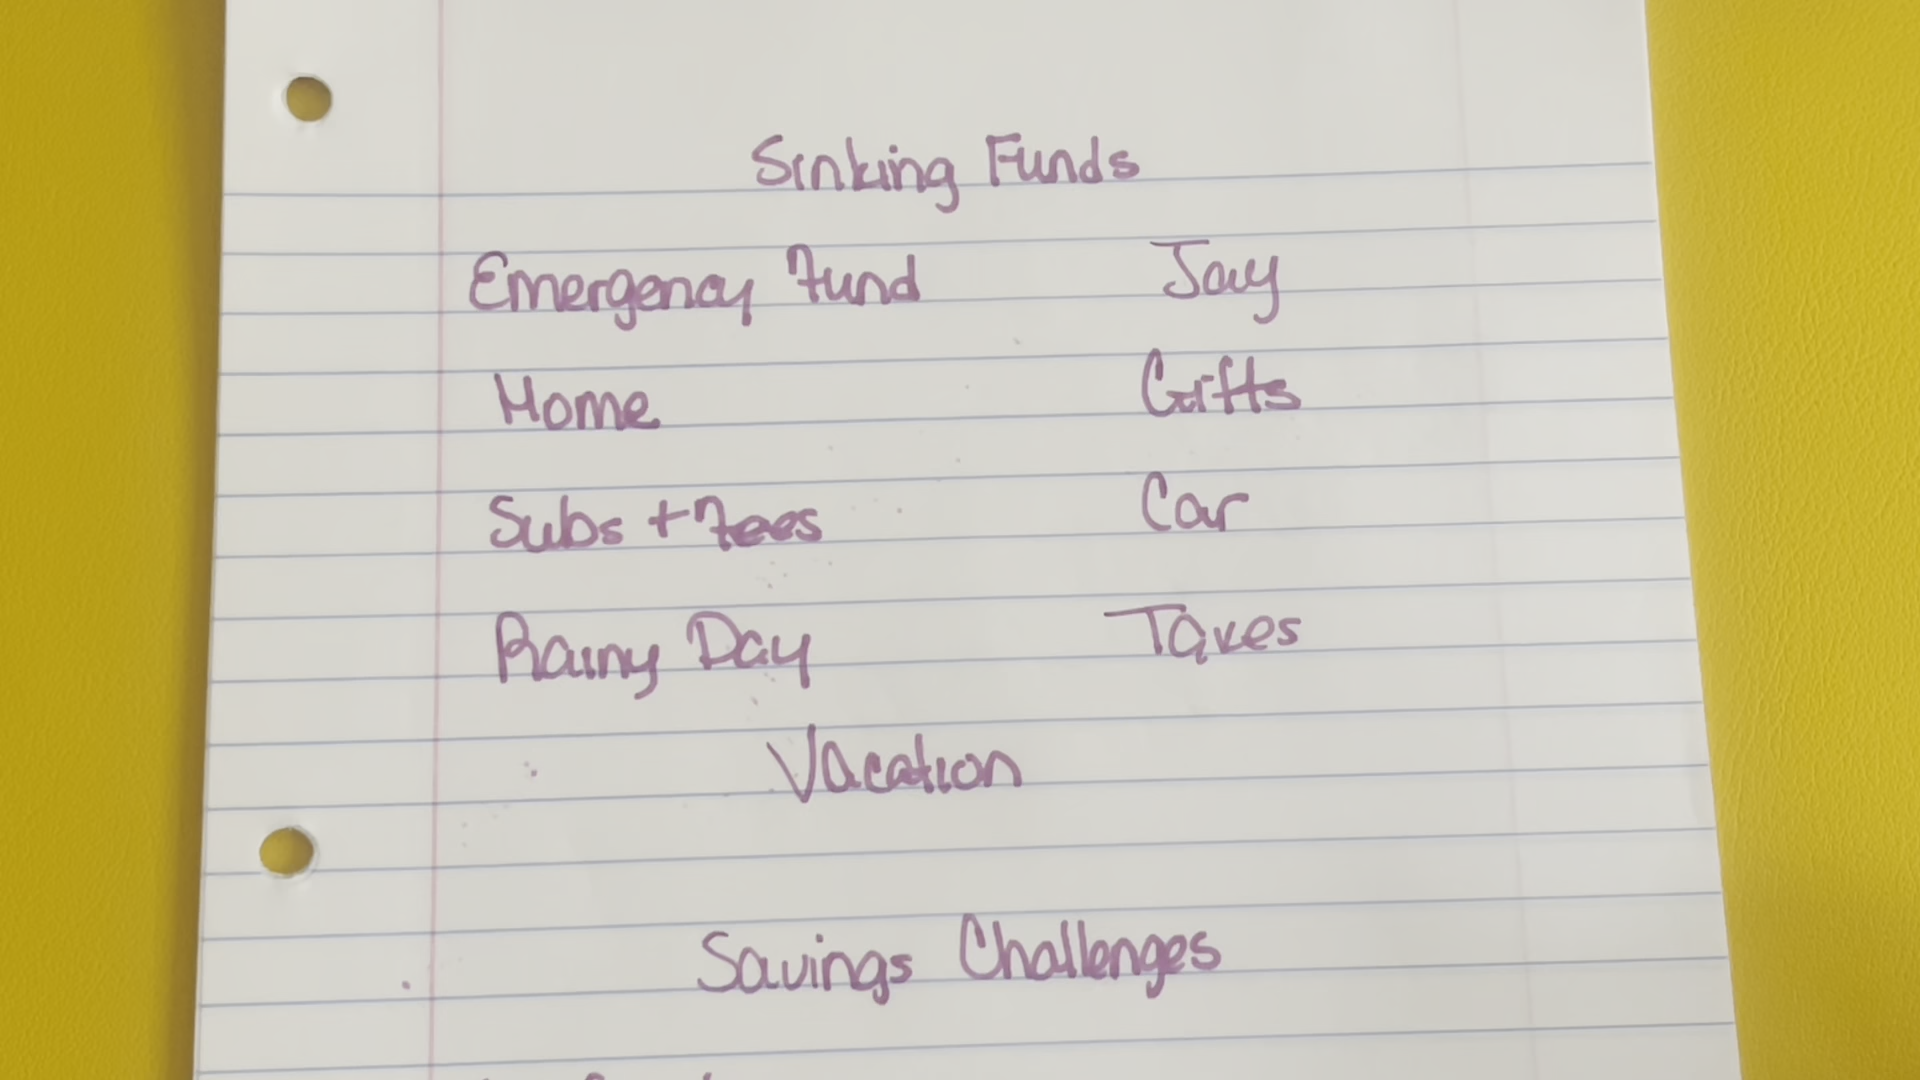 Sinking Funds
Emergency Fund Jay
Home Gifts
Subs + Fees Car
Rainy Day Taxes
Vacation
Savings Challenges